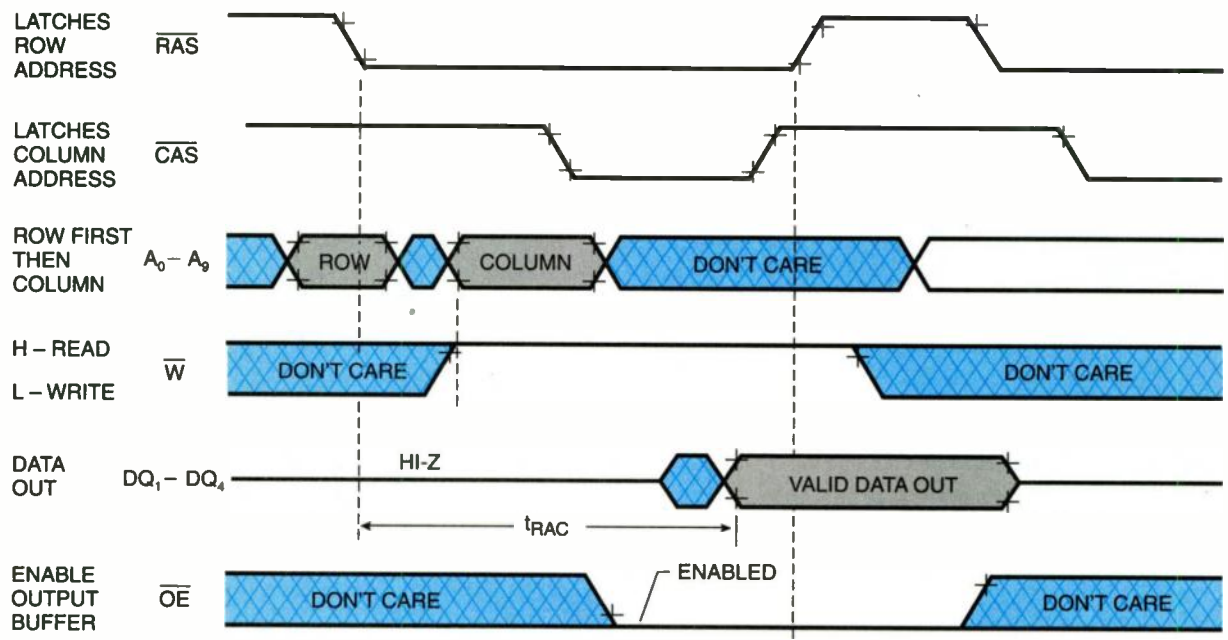 LATCHES
ROW
ADDRESS
RAS
LATCHES
COLUMN
ADDRESS
CAS
ROW FIRST
THEN
COLUMN
A0 – A9
ROW
COLUMN
DON'T CARE
H – READ
L – WRITE
W
DON'T CARE
DON'T CARE
DATA
OUT
DQ1 – DQ4
HI-Z
VALID DATA OUT
tRAC
ENABLE
OUTPUT
BUFFER
OE
DON'T CARE
ENABLED
DON'T CARE